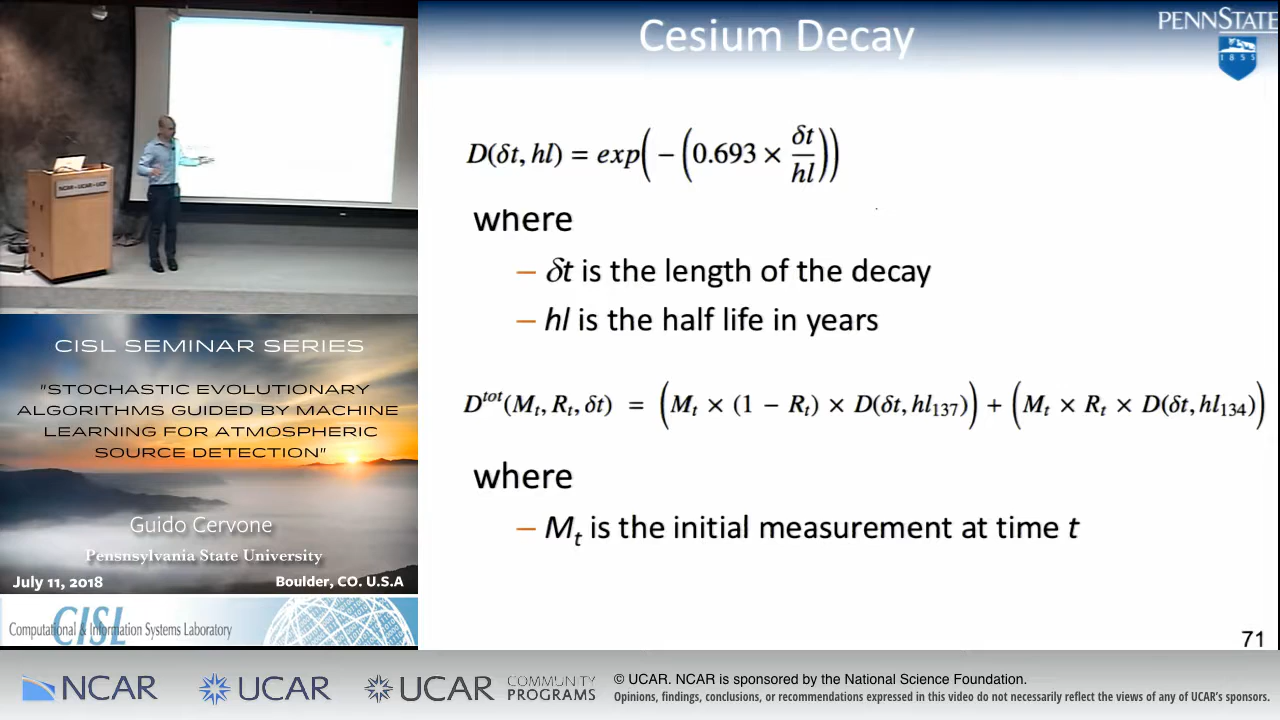 Cesium Decay
PENNSTATE
1855
D(δt, hl) = exp(−(0.693 × δt/hl))
where
– δt is the length of the decay
– hl is the half life in years
D^tot(M_t, R_t, δt) = (M_t × (1 − R_t) × D(δt, hl_137)) + (M_t × R_t × D(δt, hl_134))
where
– M_t is the initial measurement at time t
71
NCAR • UCAR • UCP
CISL SEMINAR SERIES
"STOCHASTIC EVOLUTIONARY
ALGORITHMS GUIDED BY MACHINE
LEARNING FOR ATMOSPHERIC
SOURCE DETECTION"
Guido Cervone
Pensnsylvania State University
July 11, 2018 Boulder, CO. U.S.A
CISL
Computational & Information Systems Laboratory
NCAR
UCAR
UCAR COMMUNITY
PROGRAMS
© UCAR. NCAR is sponsored by the National Science Foundation.
Opinions, findings, conclusions, or recommendations expressed in this video do not necessarily reflect the views of any of UCAR's sponsors.